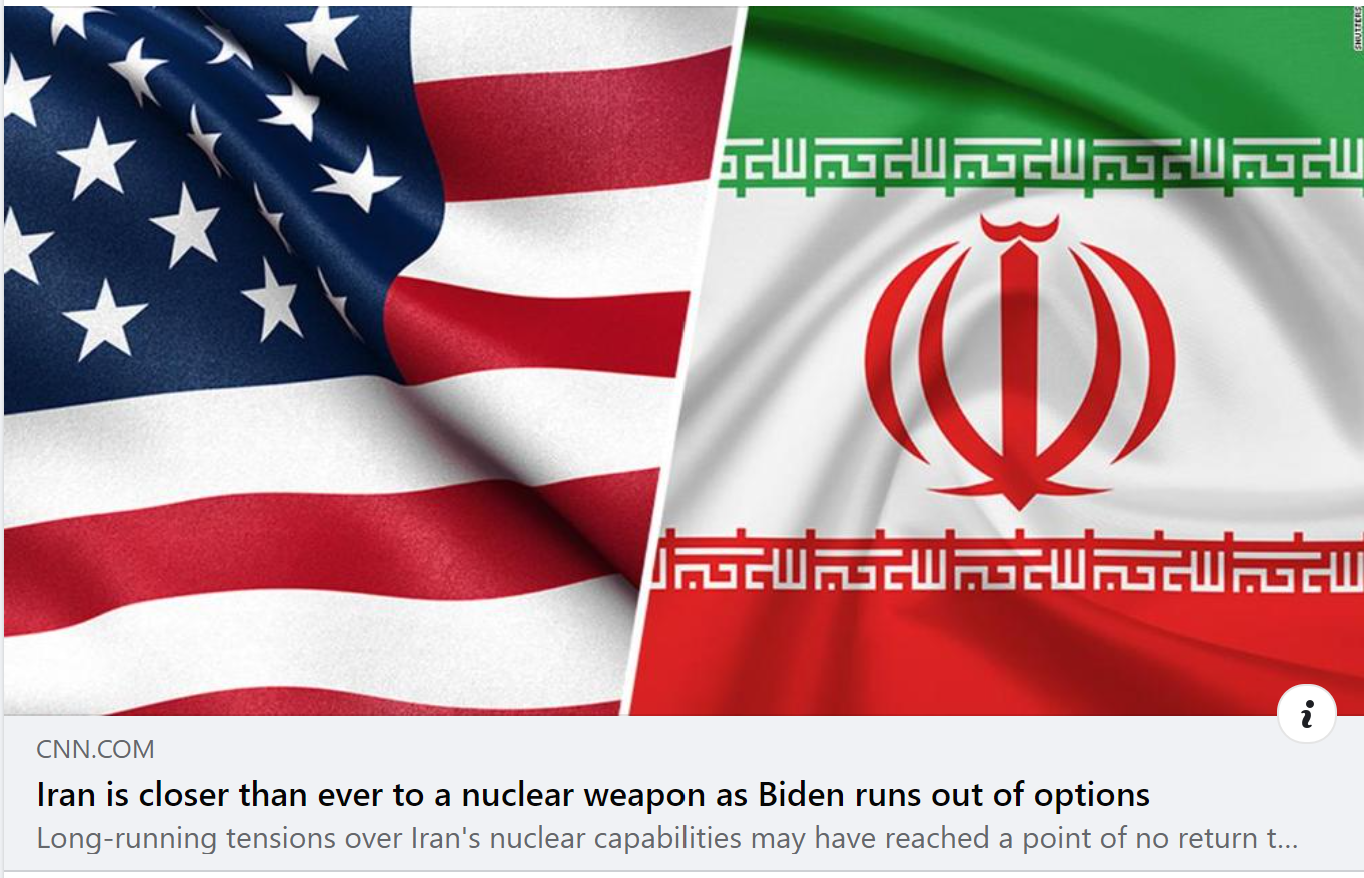 SHUTTERS
CNN.COM
Iran is closer than ever to a nuclear weapon as Biden runs out of options
Long-running tensions over Iran's nuclear capabilities may have reached a point of no return t...